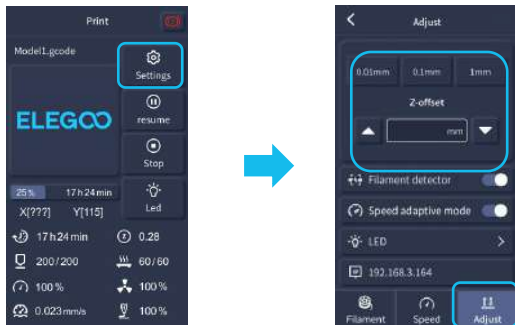 Print
Model1.gcode
Settings
ELEGOO
resume
Stop
25% 17h24min
X[???] Y[115]
Led
17h24min 0.28
200/200 60/60
100% 100%
0.023mm/s 100%
Adjust
0.01mm 0.1mm 1mm
Z-offset
mm
Filament detector
Speed adaptive mode
LED
192.168.3.164
Filament Speed Adjust